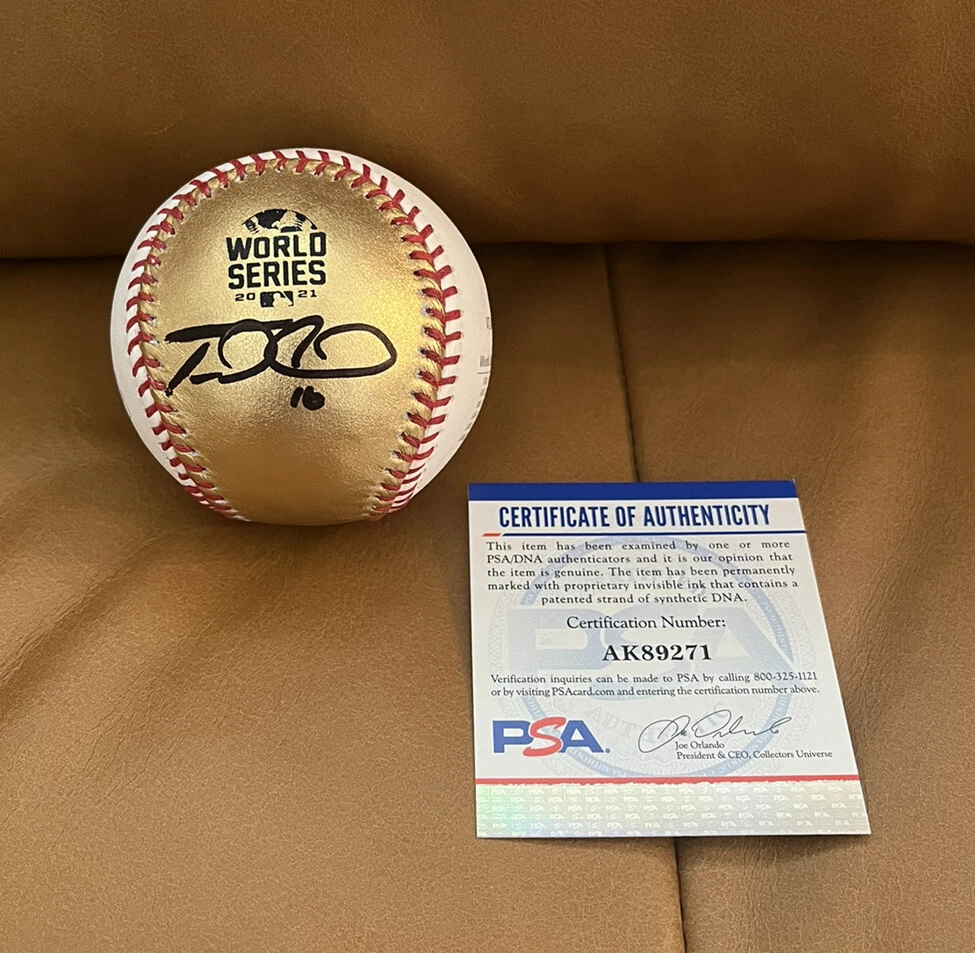 WORLD
SERIES
2021
16
CERTIFICATE OF AUTHENTICITY
This item has been examined by one or more
PSA/DNA authenticators and it is our opinion that
the item is genuine. The item has been permanently
marked with proprietary invisible ink that contains a
patented strand of synthetic DNA.
Certification Number:
AK89271
Verification inquiries can be made to PSA by calling 800-325-1121
or by visiting PSAcard.com and entering the certification number above.
PSA®
Joe Orlando
President & CEO, Collectors Universe